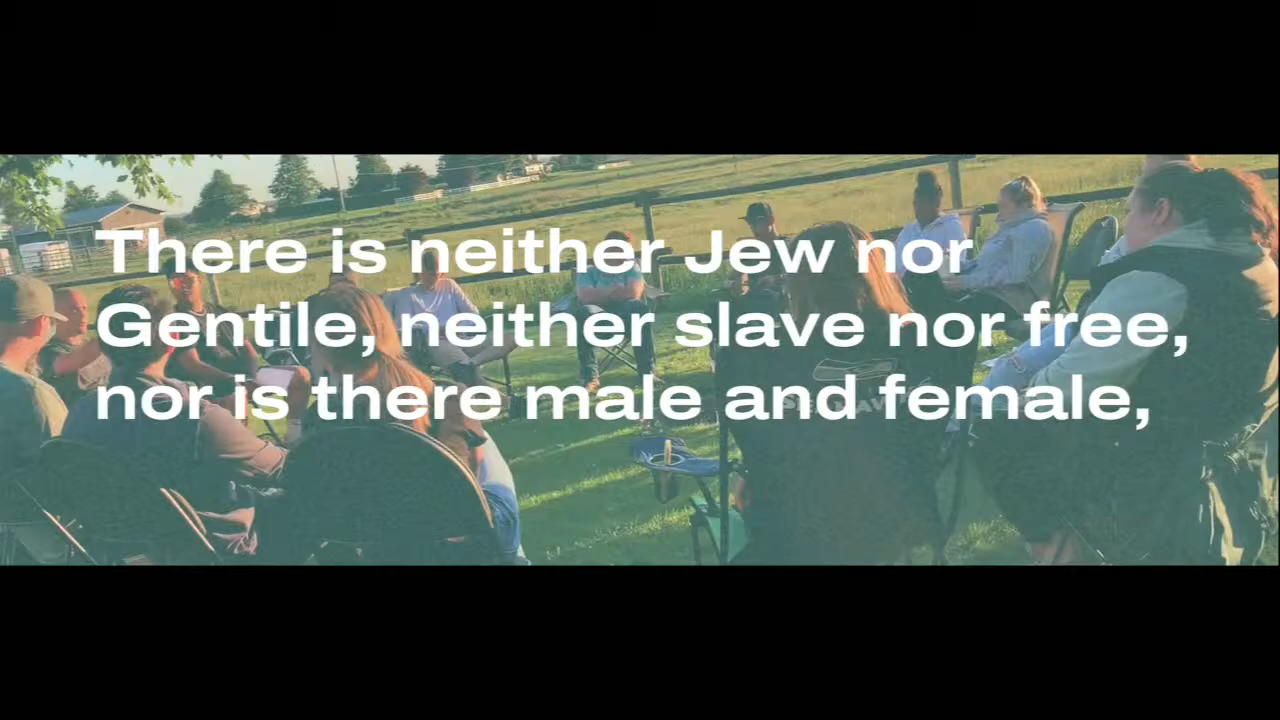 There is neither Jew nor
Gentile, neither slave nor free,
nor is there male and female,